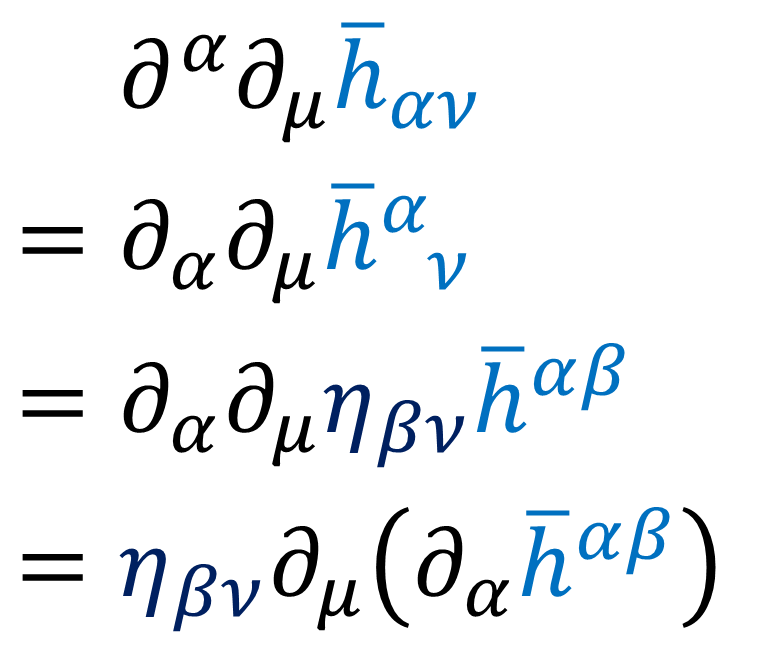 ∂^α ∂_μ h̅_αν
= ∂_α ∂_μ h̅^α_ν
= ∂_α ∂_μ η_βν h̅^αβ
= η_βν ∂_μ (∂_α h̅^αβ)